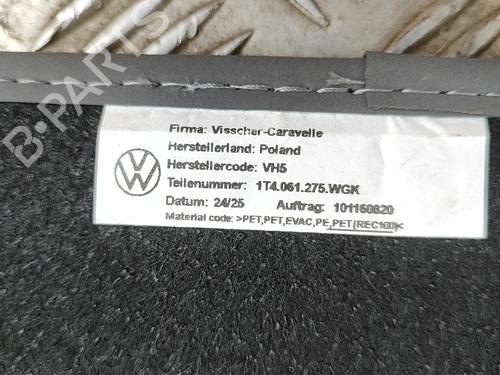 B-PARTS
Firma: Visscher-Caravelle
Herstellerland: Poland
Herstellercode: VH5
Teilenummer: 1T4.061.275.WGK
Datum: 24/25 Auftrag: 101160820
Material code: >PET,PET,EVAC,PE,PET(REC100)<